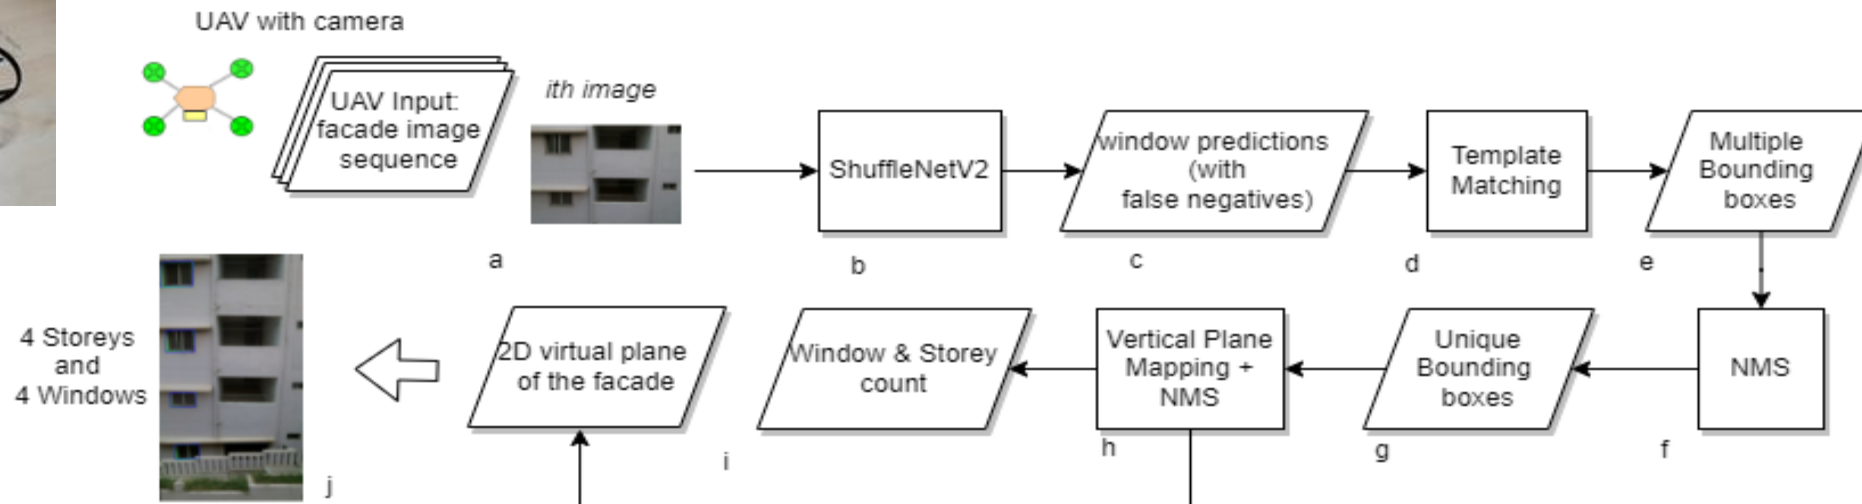 UAV with camera
UAV Input:
facade image
sequence
ith image
ShuffleNetV2
window predictions
(with
false negatives)
Template
Matching
Multiple
Bounding
boxes
a
b
c
d
e
4 Storeys
and
4 Windows
2D virtual plane
of the facade
Window & Storey
count
Vertical Plane
Mapping +
NMS
Unique
Bounding
boxes
NMS
j
i
h
g
f